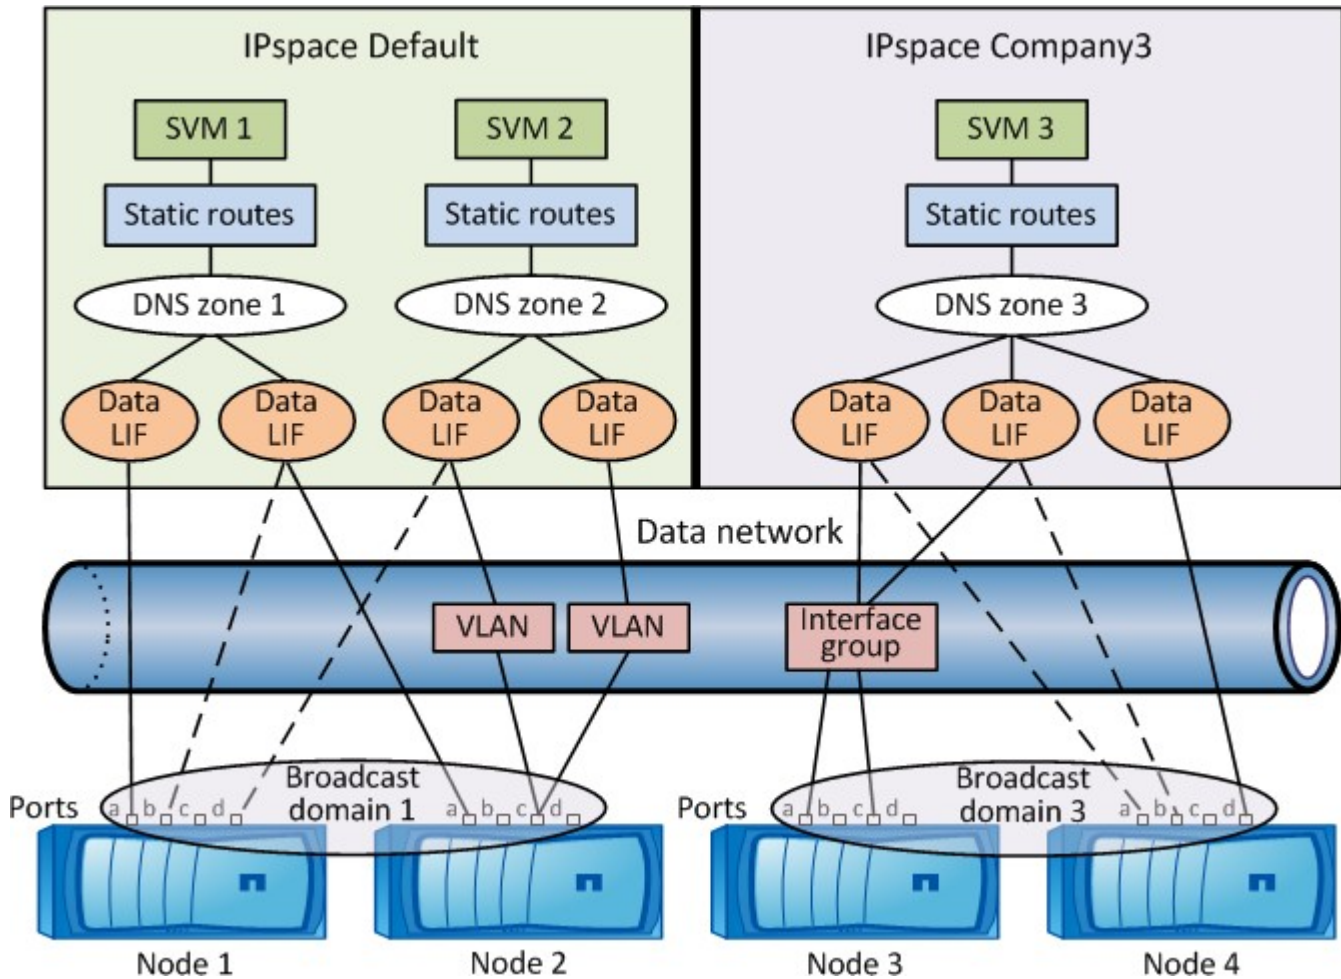 IPspace Default
IPspace Company3
SVM 1
SVM 2
SVM 3
Static routes
Static routes
Static routes
DNS zone 1
DNS zone 2
DNS zone 3
Data
LIF
Data
LIF
Data
LIF
Data
LIF
Data
LIF
Data
LIF
Data
LIF
Data network
VLAN
VLAN
Interface
group
Broadcast
domain 1
Broadcast
domain 3
Ports
a b c d
a b c d
Ports
a b c d
a b c d
Node 1
Node 2
Node 3
Node 4